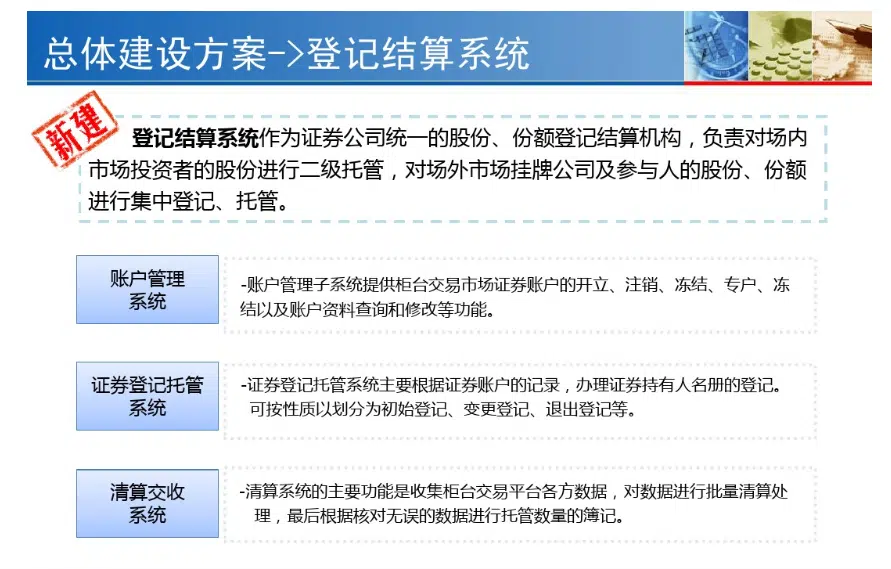 总体建设方案->登记结算系统
新建
登记结算系统作为证券公司统一的股份、份额登记结算机构，负责对场内
市场投资者的股份进行二级托管，对场外市场挂牌公司及参与人的股份、份额
进行集中登记、托管。
账户管理
系统
-账户管理子系统提供柜台交易市场证券账户的开立、注销、冻结、专户、冻
结以及账户资料查询和修改等功能。
证券登记托管
系统
-证券登记托管系统主要根据证券账户的记录，办理证券持有人名册的登记。
可按性质以划分为初始登记、变更登记、退出登记等。
清算交收
系统
-清算系统的主要功能是收集柜台交易平台各方数据，对数据进行批量清算处
理，最后根据核对无误的数据进行托管数量的簿记。